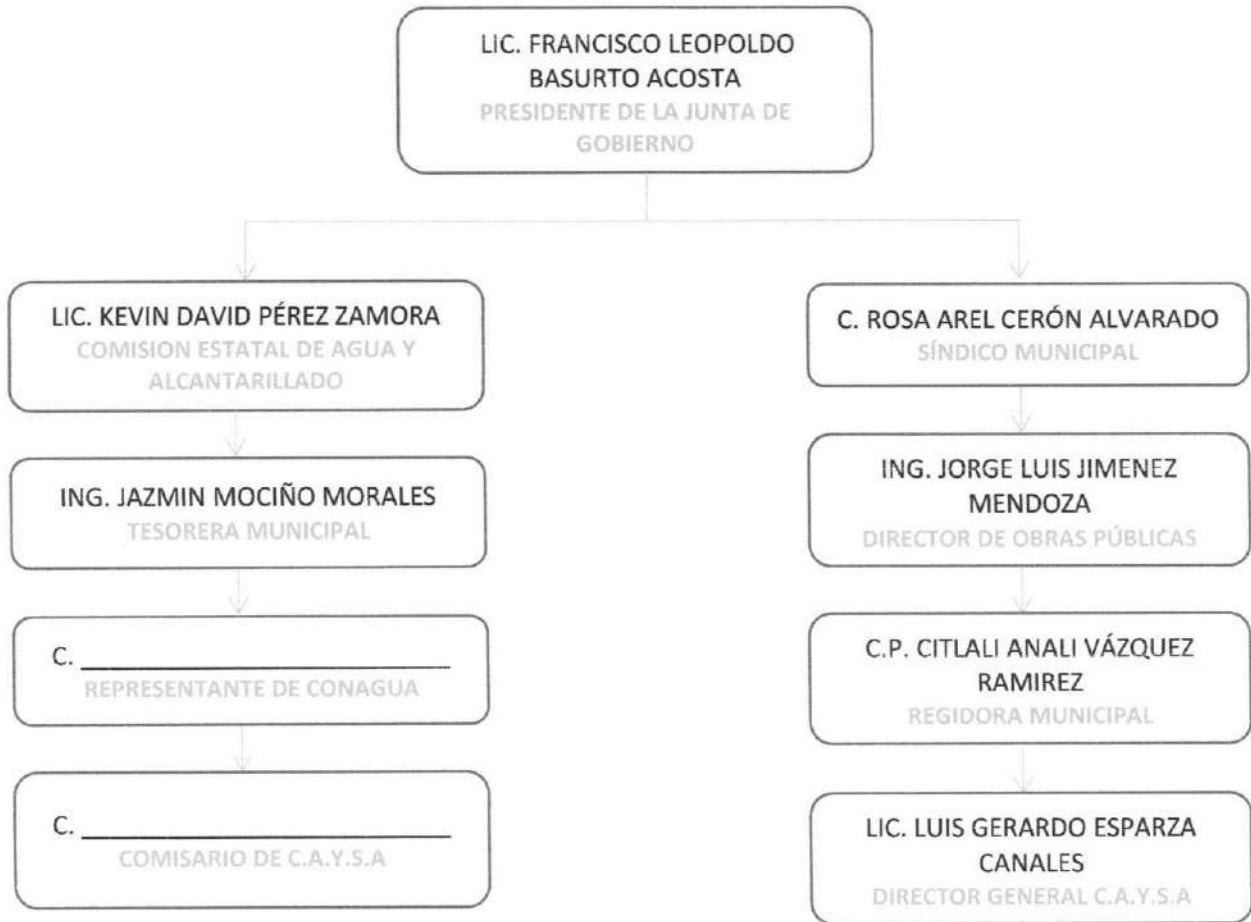 LIC. FRANCISCO LEOPOLDO
BASURTO ACOSTA
PRESIDENTE DE LA JUNTA DE
GOBIERNO
LIC. KEVIN DAVID PÉREZ ZAMORA
COMISION ESTATAL DE AGUA Y
ALCANTARILLADO
ING. JAZMIN MOCIÑO MORALES
TESORERA MUNICIPAL
C. ____________________
REPRESENTANTE DE CONAGUA
C. ____________________
COMISARIO DE C.A.Y.S.A
C. ROSA AREL CERÓN ALVARADO
SÍNDICO MUNICIPAL
ING. JORGE LUIS JIMENEZ
MENDOZA
DIRECTOR DE OBRAS PÚBLICAS
C.P. CITLALI ANALI VÁZQUEZ
RAMIREZ
REGIDORA MUNICIPAL
LIC. LUIS GERARDO ESPARZA
CANALES
DIRECTOR GENERAL C.A.Y.S.A